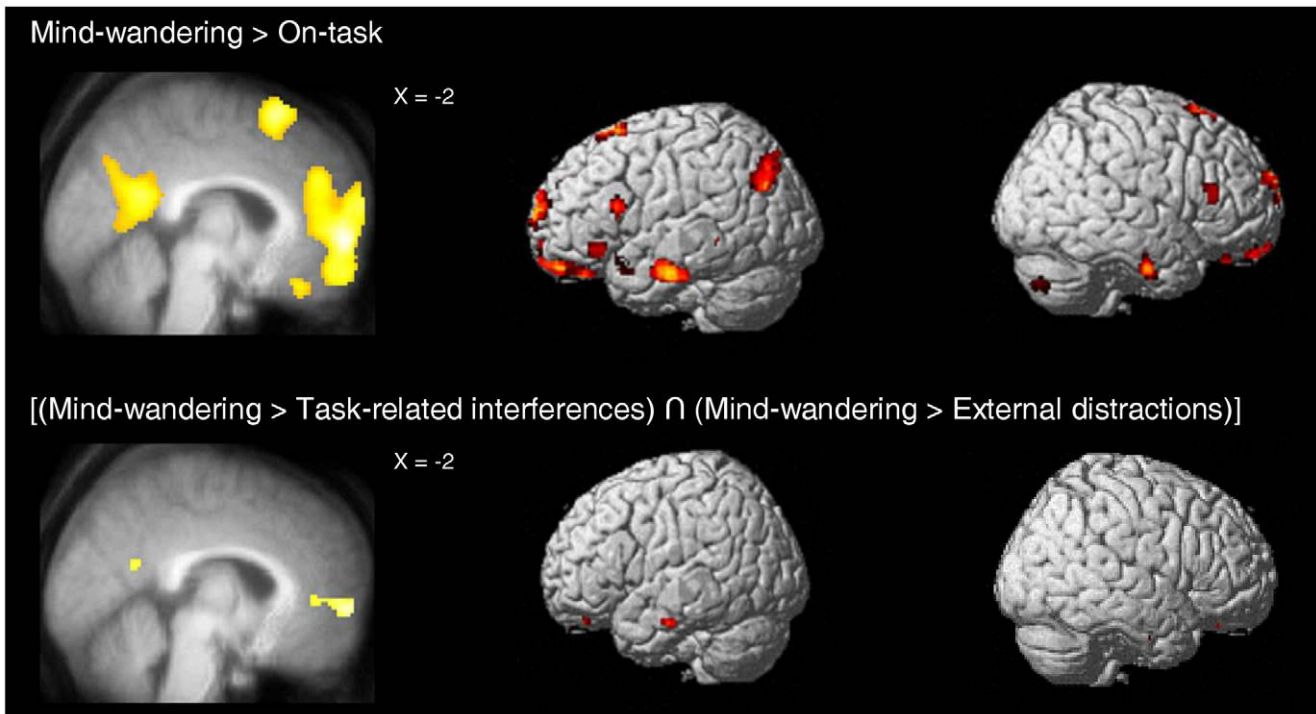 Mind-wandering > On-task
X = -2
[(Mind-wandering > Task-related interferences) ∩ (Mind-wandering > External distractions)]
X = -2